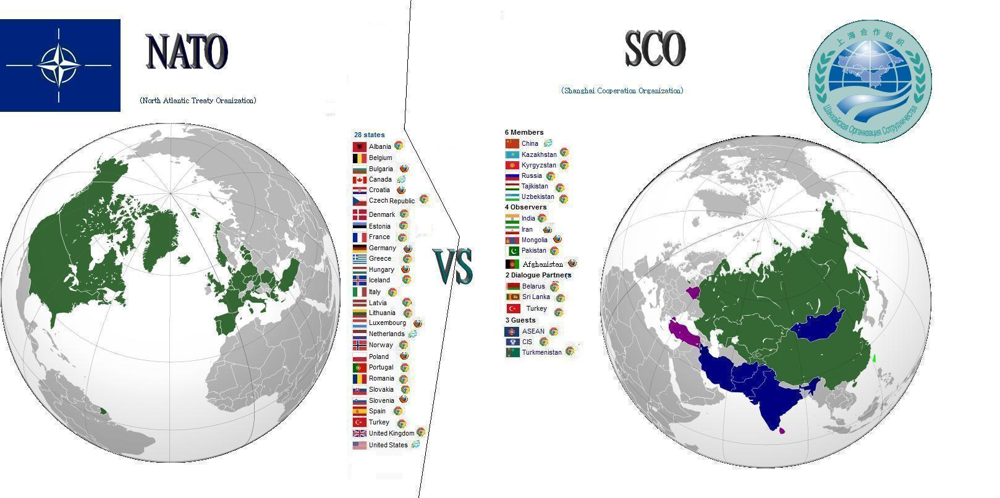 NATO
(North Atlantic Treaty Oranization)
28 states
Albania
Belgium
Bulgaria
Canada
Croatia
Czech Republic
Denmark
Estonia
France
Germany
Greece
Hungary
Iceland
Italy
Latvia
Lithuania
Luxembourg
Netherlands
Norway
Poland
Portugal
Romania
Slovakia
Slovenia
Spain
Turkey
United Kingdom
United States
VS
SCO
(Shanghai Cooperation Organization)
上海合作组织
Шанхайская Организация Сотрудничества
6 Members
China
Kazakhstan
Kyrgyzstan
Russia
Tajikistan
Uzbekistan
4 Observers
India
Iran
Mongolia
Pakistan
Afghanistan
2 Dialogue Partners
Belarus
Sri Lanka
Turkey
3 Guests
ASEAN
CIS
Turkmenistan